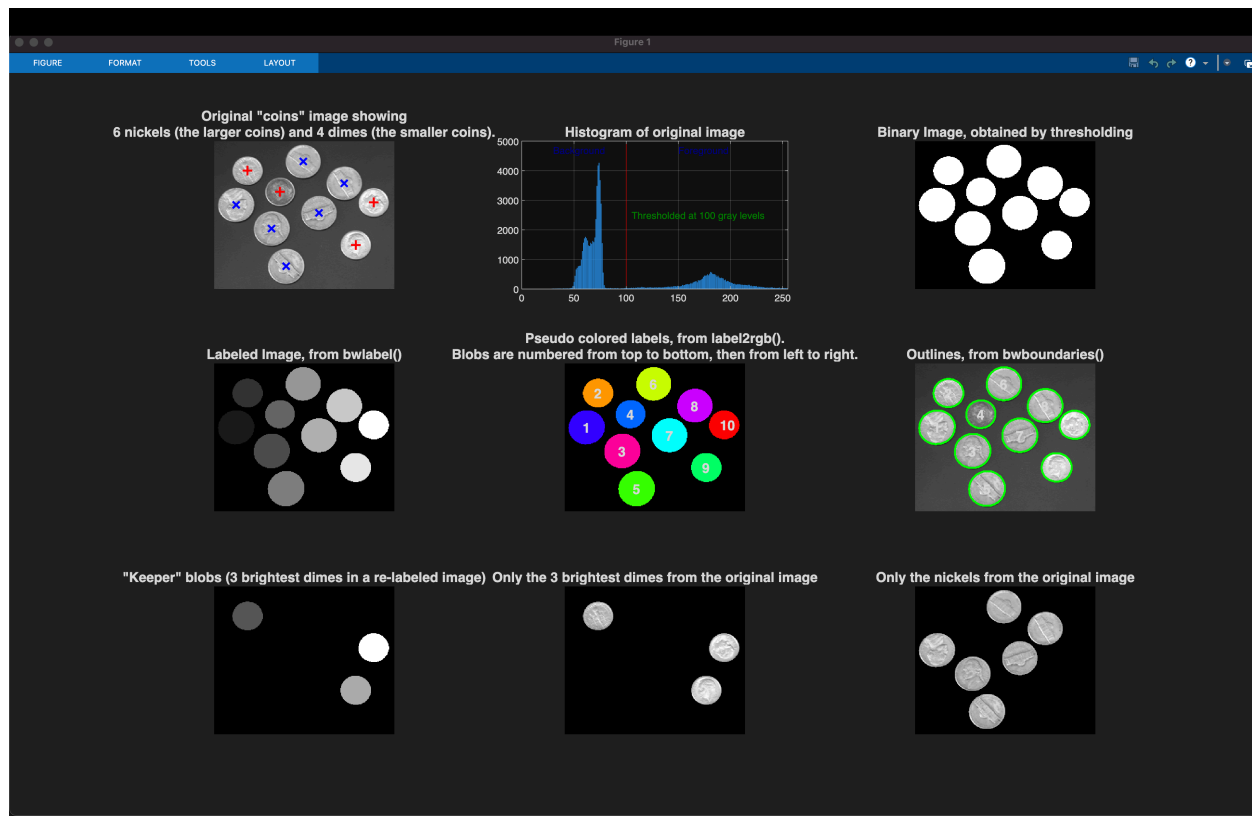 Figure 1
FIGURE FORMAT TOOLS LAYOUT
?
Original "coins" image showing
6 nickels (the larger coins) and 4 dimes (the smaller coins).
Histogram of original image
5000
4000
3000
2000
1000
0
Thresholded at 100 gray levels
0 50 100 150 200 250
Binary Image, obtained by thresholding
Labeled Image, from bwlabel()
Pseudo colored labels, from label2rgb().
Blobs are numbered from top to bottom, then from left to right.
2
6
1
4
8
10
3
7
5
9
Outlines, from bwboundaries()
6
4
7
3
5
"Keeper" blobs (3 brightest dimes in a re-labeled image)
Only the 3 brightest dimes from the original image
Only the nickels from the original image